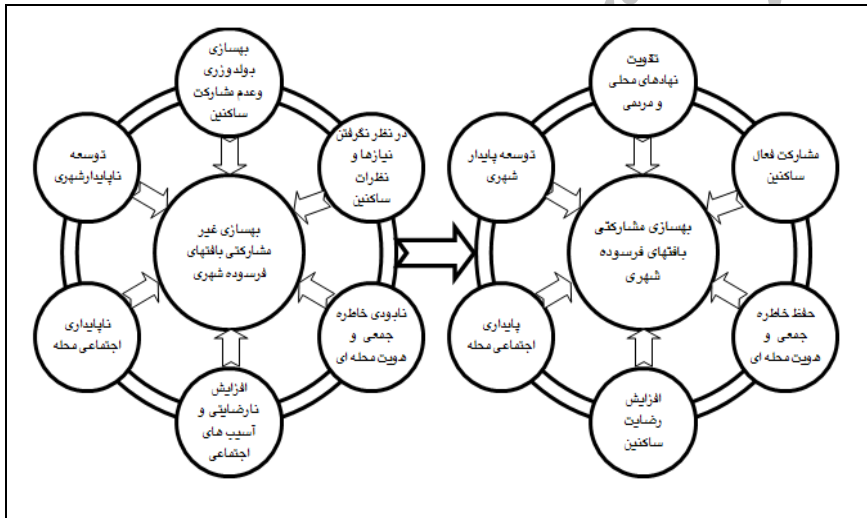 بهسازی
بولدوزری
وعدم مشارکت
ساکنین
در نظر نگرفتن
نیازها و
نظرات
ساکنین
نابودی خاطره
جمعی و
هویت محله ای
افزایش
نارضایتی و
آسیب های
اجتماعی
ناپایداری
اجتماعی محله
توسعه
ناپایدارشهری
بهسازی غیر
مشارکتی بافتهای
فرسوده شهری
تقویت
نهادهای محلی
و مردمی
مشارکت فعال
ساکنین
حفظ خاطره
جمعی و
هویت محله ای
افزایش
رضایت
ساکنین
پایداری
اجتماعی محله
توسعه پایدار
شهری
بهسازی مشارکتی
بافتهای فرسوده
شهری